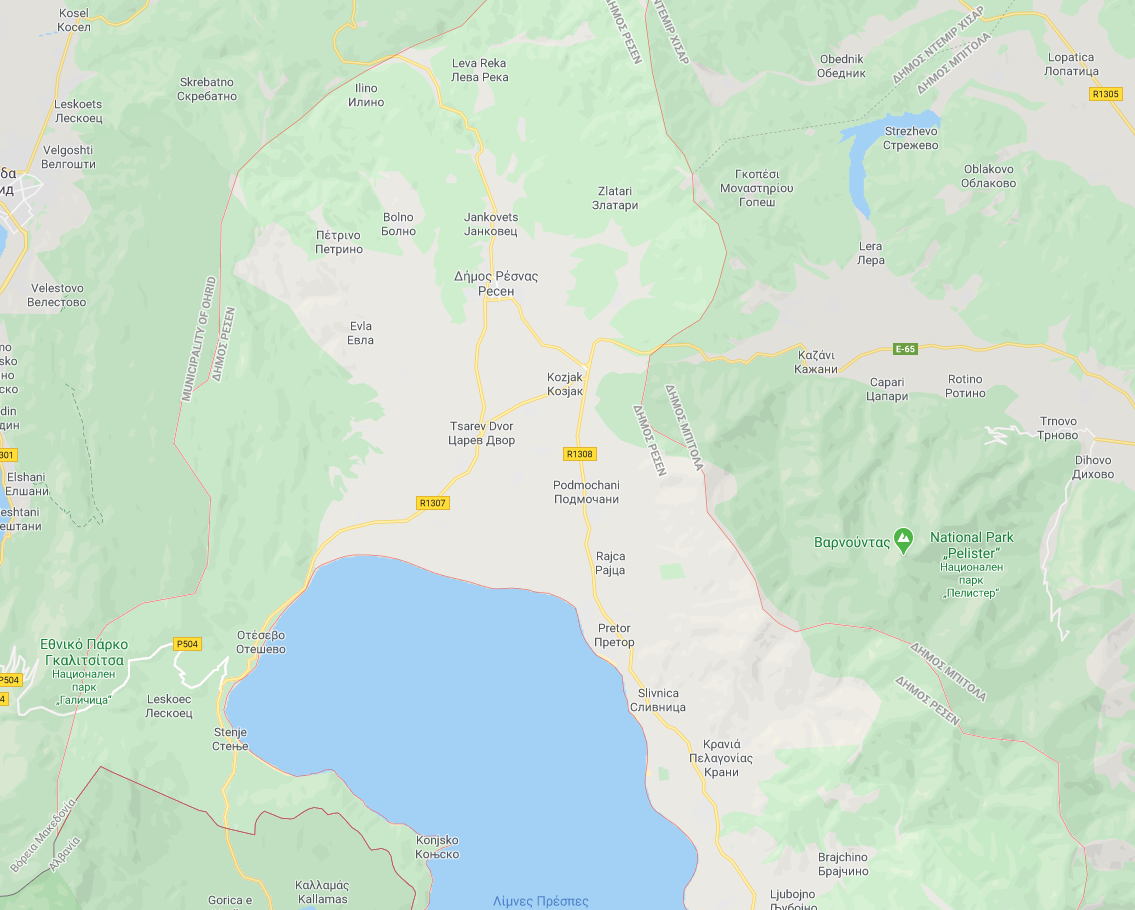 Kosel
Косел
ΔΗΜΟΣ ΡΕΣΕΝ
ΔΗΜΟΣ ΝΤΕΜΙΡ ΧΙΣΑΡ
ΔΗΜΟΣ ΜΠΙΤΟΛΑ
Leva Reka
Лева Река
Obednik
Обедник
Lopatica
Лопатица
R1305
Skrebatno
Скребатно
Ilino
Илино
Leskoets
Лескоец
Strezhevo
Стрежево
Velgoshti
Велгошти
Oblakovo
Облаково
Γκοπέσι
Μοναστηρίου
Гопеш
Zlatari
Златари
Bolno
Болно
Jankovets
Јанковец
Πέτρινο
Петрино
Lera
Лера
Δήμος Ρέσνας
Ресен
Velestovo
Велестово
MUNICIPALITY OF OHRID
ΔΗΜΟΣ ΡΕΣΕΝ
Evla
Евла
E-65
Καζάνι
Кажани
Kozjak
Козјак
Capari
Цапари
Rotino
Ротино
ΔΗΜΟΣ ΜΠΙΤΟΛΑ
ΔΗΜΟΣ ΡΕΣΕΝ
Tsarev Dvor
Царев Двор
Trnovo
Трново
R1308
Dihovo
Дихово
Elshani
Елшани
Podmochani
Подмочани
R1307
Βαρνούντας
National Park
„Pelister“
Национален
парк
„Пелистер“
Rajca
Рајца
Pretor
Претор
Οτέσεβο
Отешево
P504
Εθνικό Πάρκο
Γκαλιτσίτσα
Национален
парк
„Галичица“
P504
Leskoec
Лескоец
Slivnica
Сливница
ΔΗΜΟΣ ΜΠΙΤΟΛΑ
ΔΗΜΟΣ ΡΕΣΕΝ
Stenje
Стење
Κρανιά
Πελαγονίας
Крани
Βόρεια Μακεδονία
Αλβανία
Konjsko
Коњско
Brajchino
Брајчино
Καλλαμάς
Kallamas
Gorica e
Λίμνες Πρέσπες
Ljubojno
Љубојно